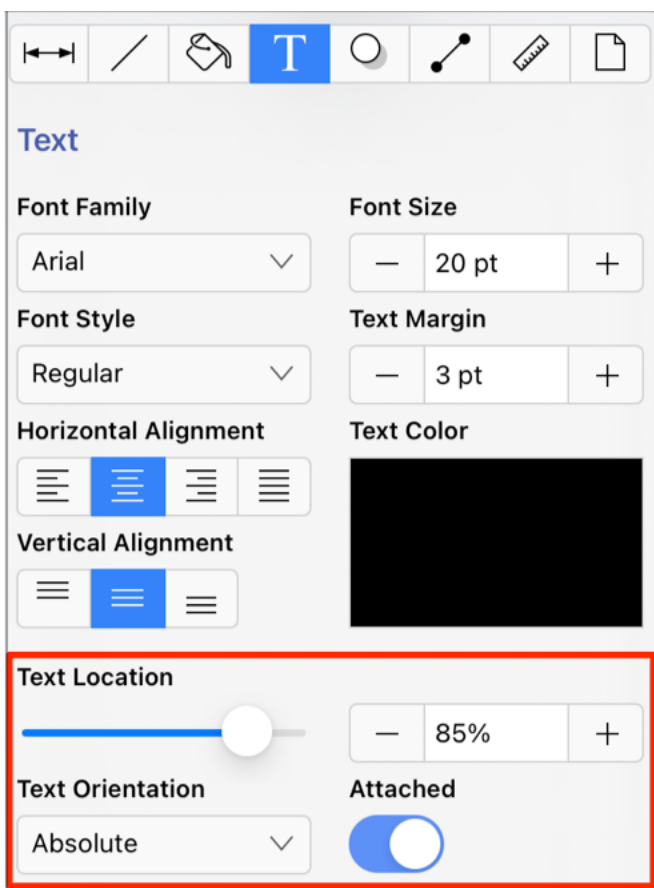 T
Text
Font Family Font Size
Arial 20 pt
Font Style Text Margin
Regular 3 pt
Horizontal Alignment Text Color
Vertical Alignment
Text Location
85%
Text Orientation Attached
Absolute